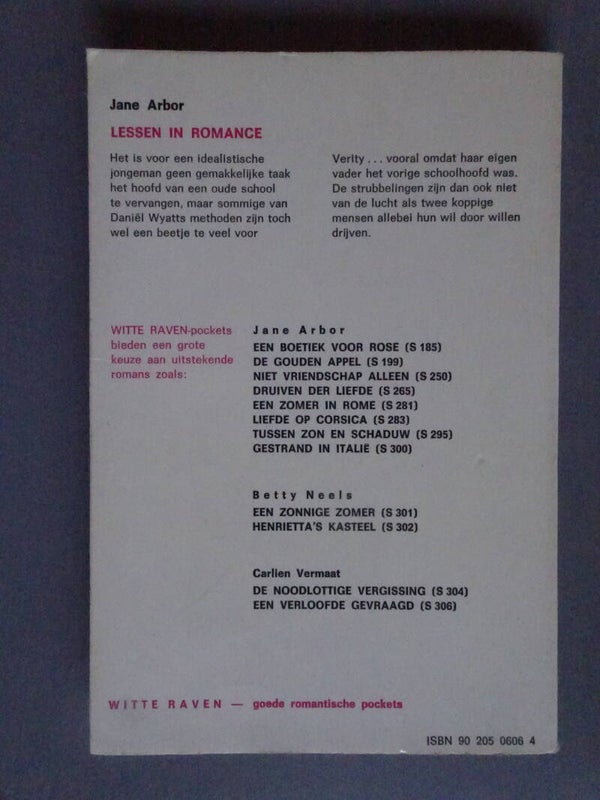 Jane Arbor
LESSEN IN ROMANCE
Het is voor een idealistische
jongeman geen gemakkelijke taak
het hoofd van een oude school
te vervangen, maar sommige van
Daniël Wyatts methoden zijn toch
wel een beetje te veel voor
Verity . . . vooral omdat haar eigen
vader het vorige schoolhoofd was.
De strubbelingen zijn dan ook niet
van de lucht als twee koppige
mensen allebei hun wil door willen
drijven.
WITTE RAVEN-pockets
bieden een grote
keuze aan uitstekende
romans zoals:
Jane Arbor
EEN BOETIEK VOOR ROSE (S 185)
DE GOUDEN APPEL (S 199)
NIET VRIENDSCHAP ALLEEN (S 250)
DRUIVEN DER LIEFDE (S 265)
EEN ZOMER IN ROME (S 281)
LIEFDE OP CORSICA (S 283)
TUSSEN ZON EN SCHADUW (S 295)
GESTRAND IN ITALIË (S 300)
Betty Neels
EEN ZONNIGE ZOMER (S 301)
HENRIETTA'S KASTEEL (S 302)
Carlien Vermaat
DE NOODLOTTIGE VERGISSING (S 304)
EEN VERLOOFDE GEVRAAGD (S 306)
WITTE RAVEN — goede romantische pockets
ISBN 90 205 0606 4